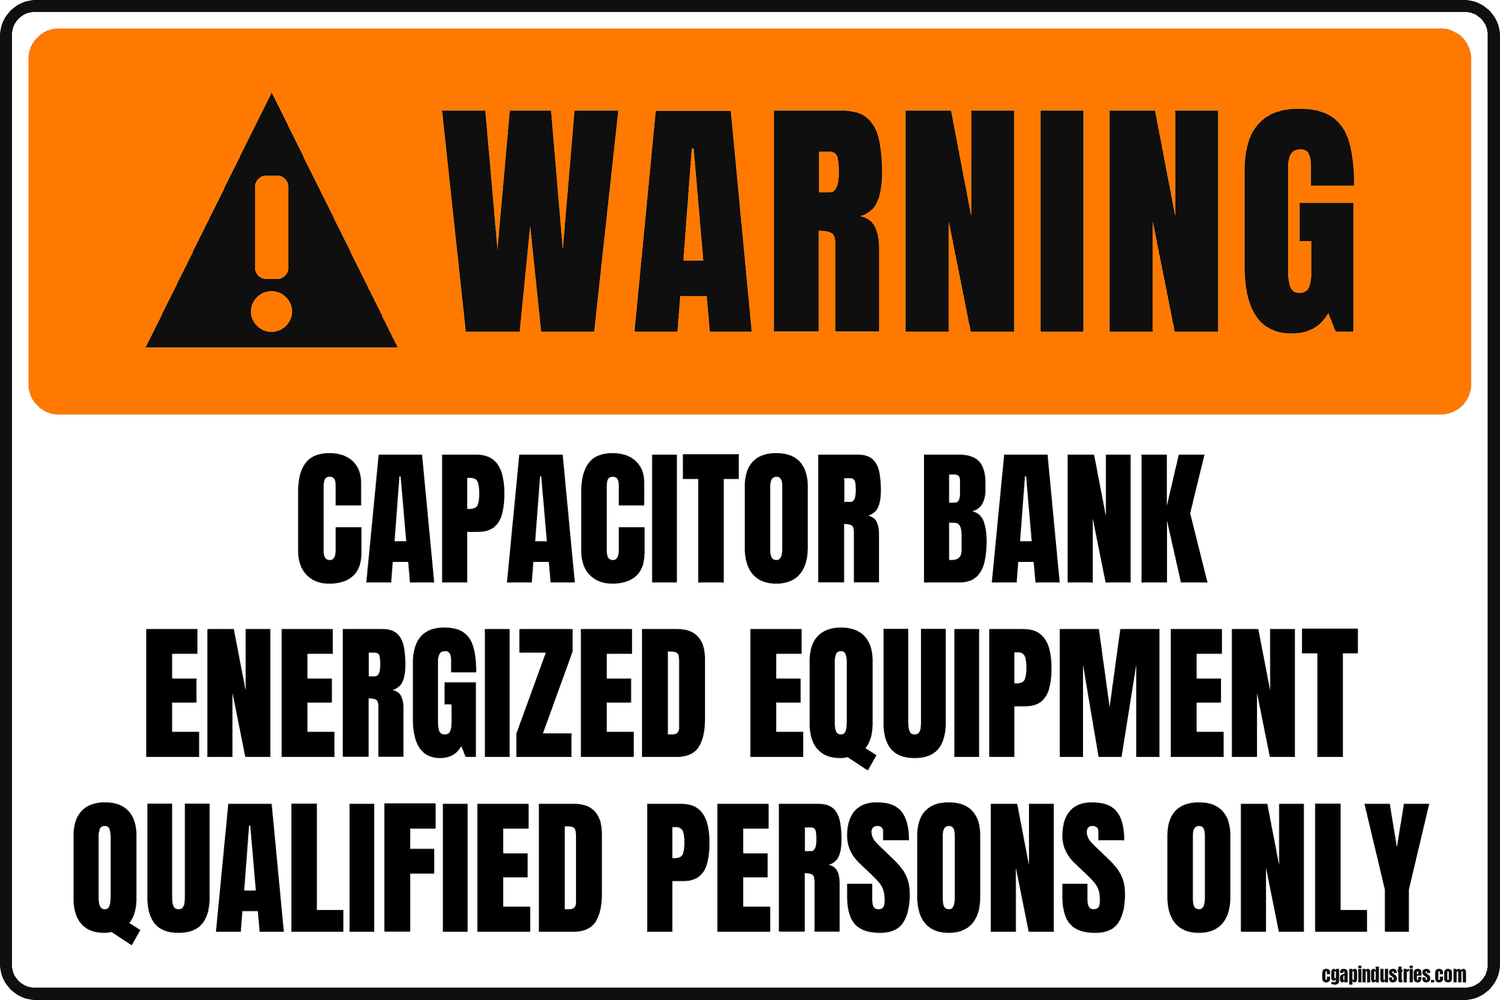 WARNING
CAPACITOR BANK
ENERGIZED EQUIPMENT
QUALIFIED PERSONS ONLY
cgapindustries.com